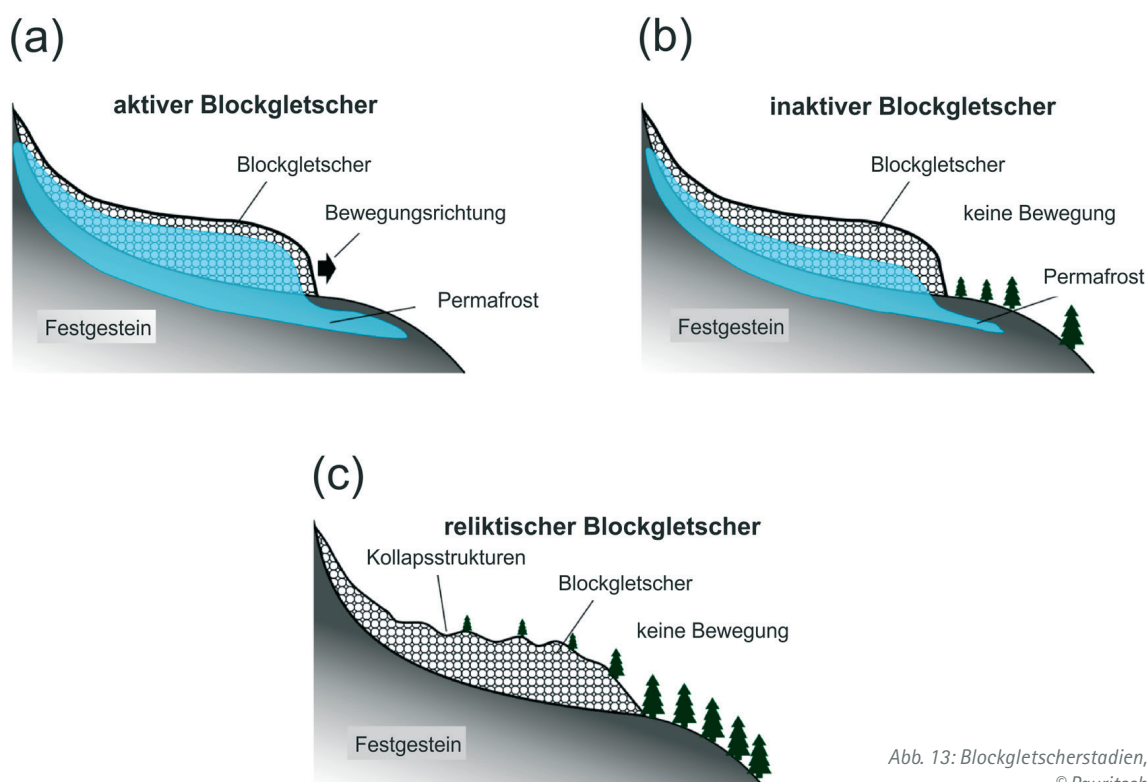 (a)
aktiver Blockgletscher
Blockgletscher
Bewegungsrichtung
Permafrost
Festgestein
(b)
inaktiver Blockgletscher
Blockgletscher
keine Bewegung
Permafrost
Festgestein
(c)
reliktischer Blockgletscher
Kollapsstrukturen
Blockgletscher
keine Bewegung
Festgestein
Abb. 13: Blockgletscherstadien